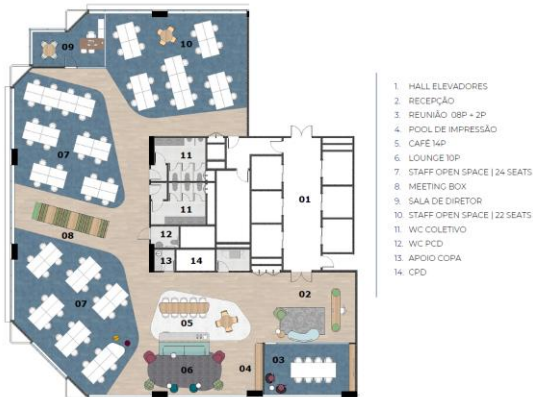 09
10
07
11
11
01
08
12
13
14
07
02
05
03
06
04
1. HALL ELEVADORES
2. RECEPÇÃO
3. REUNIÃO 08P + 2P
4. POOL DE IMPRESSÃO
5. CAFÉ 14P
6. LOUNGE 10P
7. STAFF OPEN SPACE | 24 SEATS
8. MEETING BOX
9. SALA DE DIRETOR
10. STAFF OPEN SPACE | 22 SEATS
11. WC COLETIVO
12. WC PCD
13. APOIO COPA
14. CPD